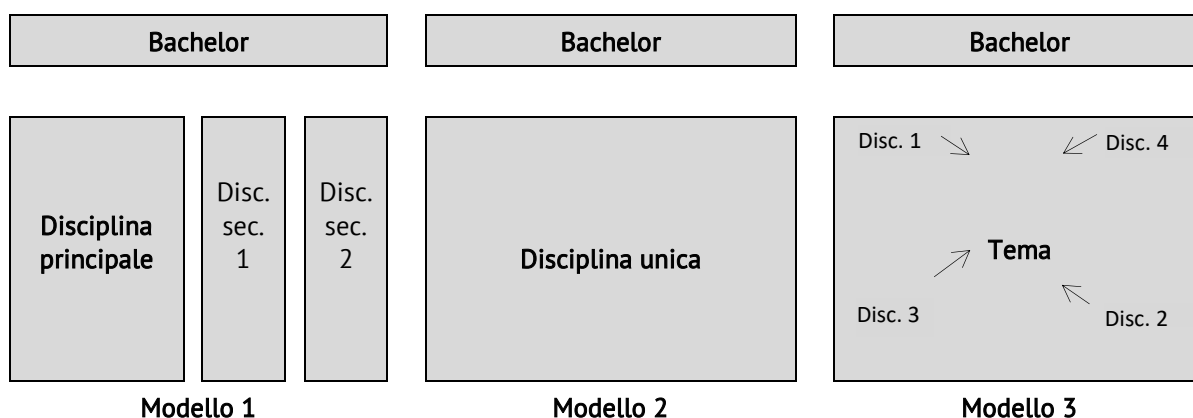 Bachelor
Disciplina
principale
Disc.
sec.
1
Disc.
sec.
2
Modello 1
Bachelor
Disciplina unica
Modello 2
Bachelor
Disc. 1
Disc. 4
Tema
Disc. 3
Disc. 2
Modello 3